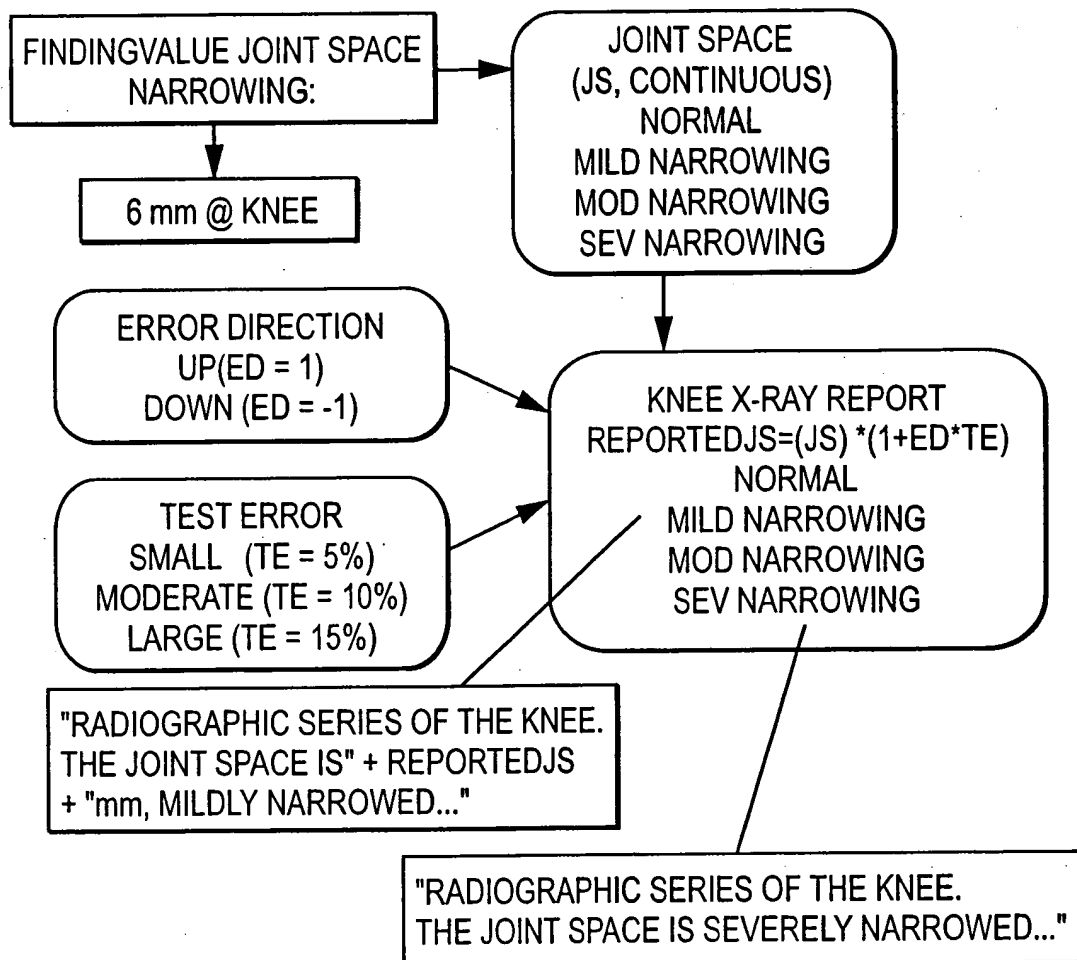 FINDINGVALUE JOINT SPACE
NARROWING:
6 mm @ KNEE
JOINT SPACE
(JS, CONTINUOUS)
NORMAL
MILD NARROWING
MOD NARROWING
SEV NARROWING
ERROR DIRECTION
UP(ED = 1)
DOWN (ED = -1)
TEST ERROR
SMALL (TE = 5%)
MODERATE (TE = 10%)
LARGE (TE = 15%)
KNEE X-RAY REPORT
REPORTEDJS=(JS) *(1+ED*TE)
NORMAL
MILD NARROWING
MOD NARROWING
SEV NARROWING
"RADIOGRAPHIC SERIES OF THE KNEE.
THE JOINT SPACE IS" + REPORTEDJS
+ "mm, MILDLY NARROWED..."
"RADIOGRAPHIC SERIES OF THE KNEE.
THE JOINT SPACE IS SEVERELY NARROWED..."